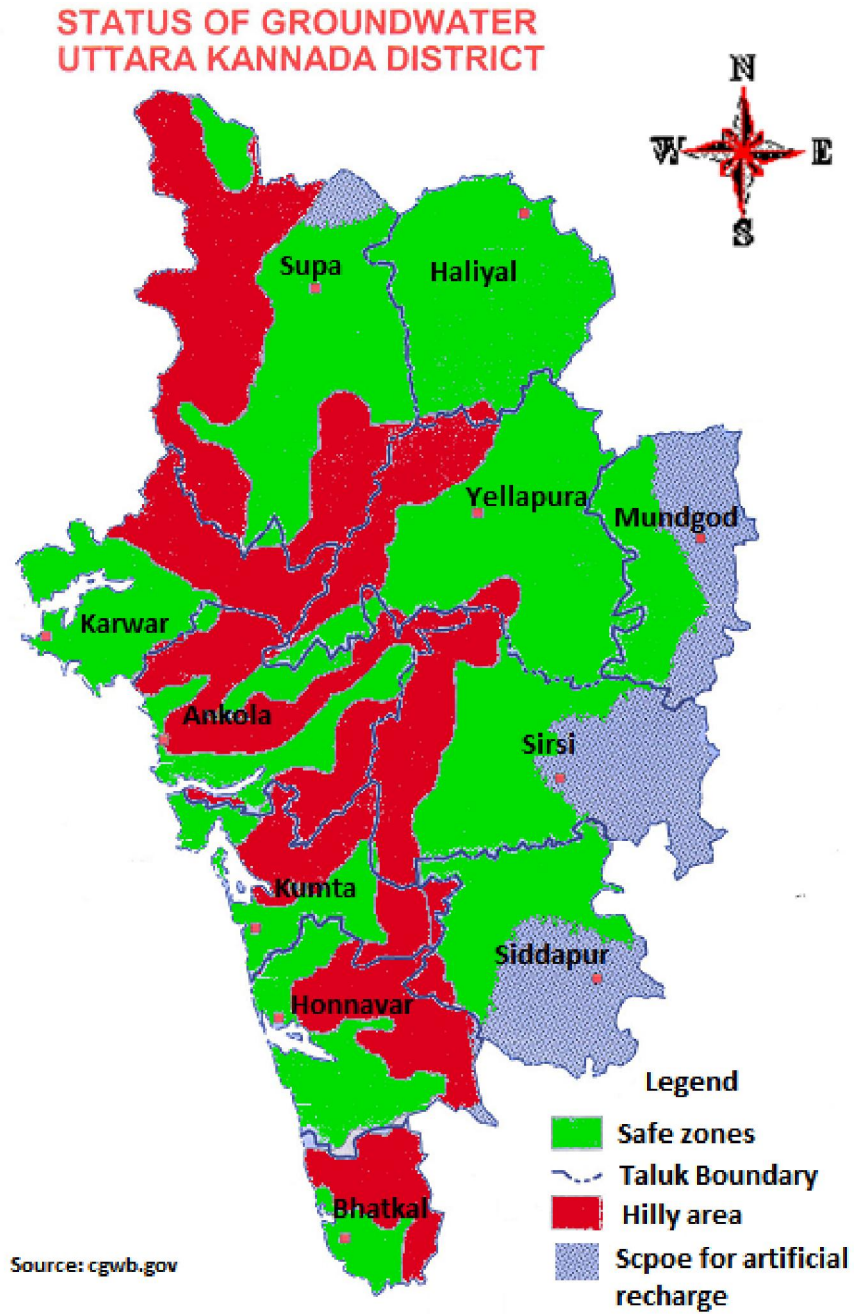 STATUS OF GROUNDWATER
UTTARA KANNADA DISTRICT
N
W
E
S
Supa
Haliyal
Yellapura
Mundgod
Karwar
Ankola
Sirsi
Kumta
Siddapur
Honnavar
Bhatkal
Legend
Safe zones
Taluk Boundary
Hilly area
Scpoe for artificial
recharge
Source: cgwb.gov